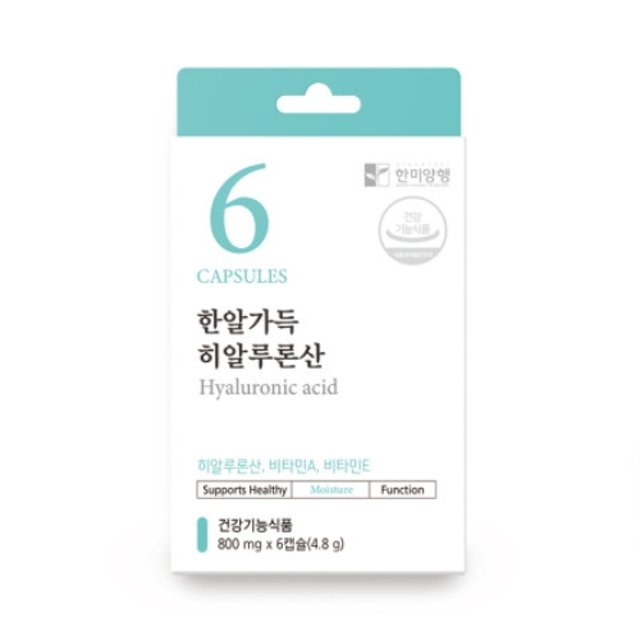 한미양행
건강
기능식품
6
CAPSULES
한알가득
히알루론산
Hyaluronic acid
히알루론산, 비타민A, 비타민E
Supports Healthy Moisture Function
건강기능식품
800 mg x 6캡슐(4.8 g)